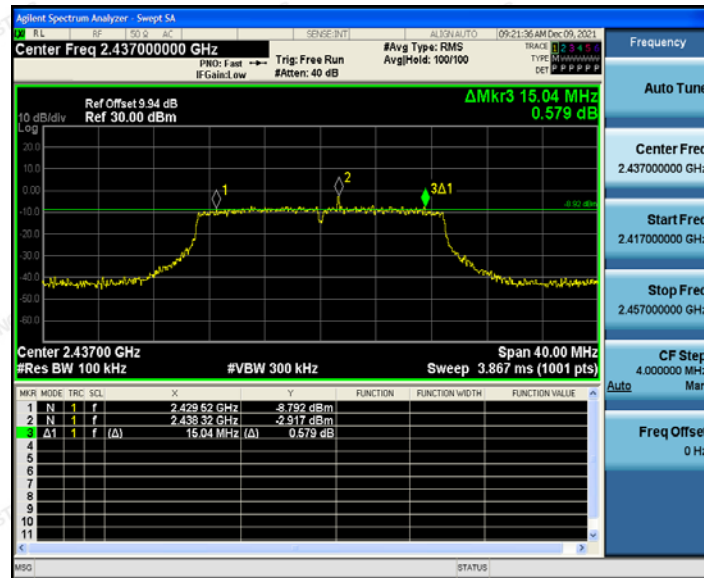 Agilent Spectrum Analyzer - Swept SA
RL RF 50 Ω AC SENSE:INT ALIGN AUTO 09:21:36 AM Dec 09, 2021
Center Freq 2.437000000 GHz #Avg Type: RMS TRACE 1 2 3 4 5 6
PNO: Fast Trig: Free Run Avg|Hold: 100/100 TYPE M
IFGain:Low #Atten: 40 dB DET P P P P P P
Frequency
Auto Tune
Center Freq
2.437000000 GHz
Start Freq
2.417000000 GHz
Stop Freq
2.457000000 GHz
CF Step
4.000000 MHz
Auto Man
Freq Offset
0 Hz
ΔMkr3 15.04 MHz
0.579 dB
Ref Offset 9.94 dB
10 dB/div Ref 30.00 dBm
Log
20.0
10.0
0.00
-10.0
-20.0
-30.0
-40.0
-50.0
-60.0
1
2
3Δ1
-8.92 dBm
Center 2.43700 GHz Span 40.00 MHz
#Res BW 100 kHz #VBW 300 kHz Sweep 3.867 ms (1001 pts)
MKR MODE TRC SCL X Y FUNCTION FUNCTION WIDTH FUNCTION VALUE
1 N 1 f 2.429 52 GHz -8.792 dBm
2 N 1 f 2.438 32 GHz -2.917 dBm
3 Δ1 1 f (Δ) 15.04 MHz (Δ) 0.579 dB
4
5
6
7
8
9
10
11
MSG STATUS